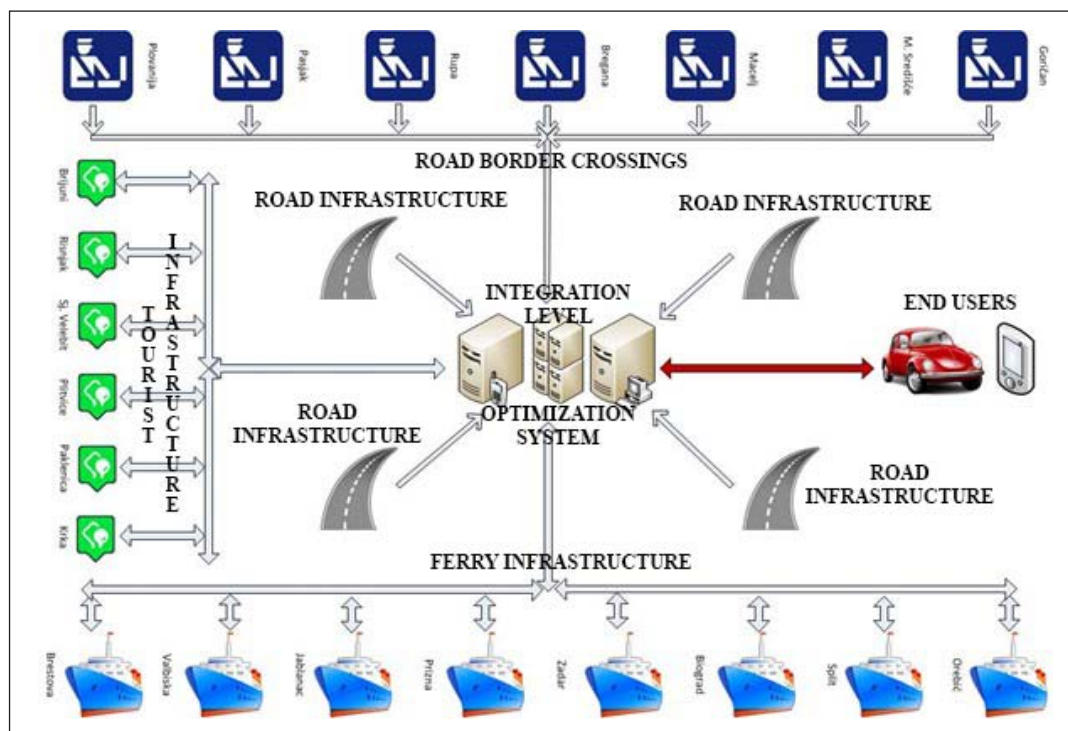 Plovanija
Pasjak
Rupa
Bregana
Macelj
M. Središće
Goričan
ROAD BORDER CROSSINGS
ROAD INFRASTRUCTURE
ROAD INFRASTRUCTURE
Brijuni
Risnjak
Sj. Velebit
Plitvice
Paklenica
Krka
TOURIST
INFRASTRUCTURE
INTEGRATION
LEVEL
END USERS
OPTIMIZATION
SYSTEM
ROAD
INFRASTRUCTURE
ROAD
INFRASTRUCTURE
FERRY INFRASTRUCTURE
Brestova
Valbiska
Jablanac
Prizna
Zadar
Biograd
Split
Orebić